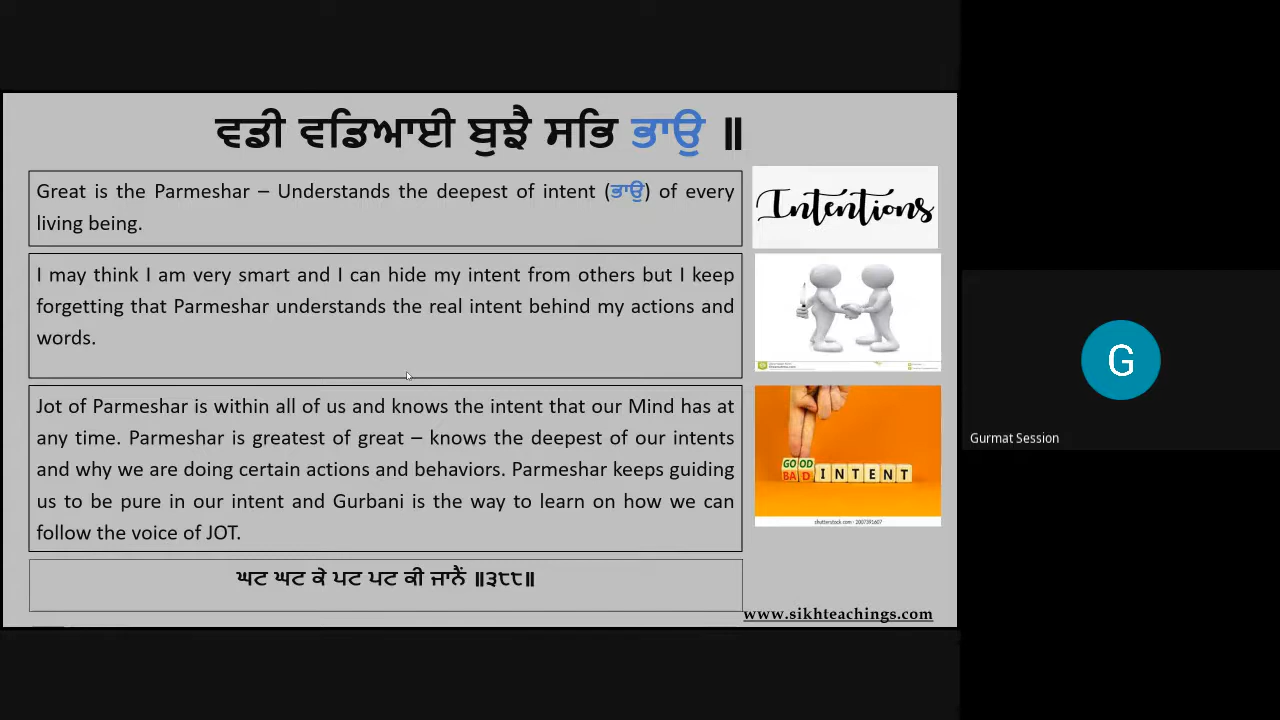 ਵਡੀ ਵਡਿਆਈ ਬੁਝੈ ਸਭਿ ਭਾਉ ॥
Great is the Parmeshar – Understands the deepest of intent (ਭਾਉ) of every
living being.
Intentions
I may think I am very smart and I can hide my intent from others but I keep
forgetting that Parmeshar understands the real intent behind my actions and
words.
Jot of Parmeshar is within all of us and knows the intent that our Mind has at
any time. Parmeshar is greatest of great – knows the deepest of our intents
and why we are doing certain actions and behaviors. Parmeshar keeps guiding
us to be pure in our intent and Gurbani is the way to learn on how we can
follow the voice of JOT.
GOOD
BAD INTENT
shutterstock.com · 2007391607
ਘਟ ਘਟ ਕੇ ਪਟ ਪਟ ਕੀ ਜਾਨੈਂ ॥੩੮੮॥
www.sikhteachings.com
G
Gurmat Session